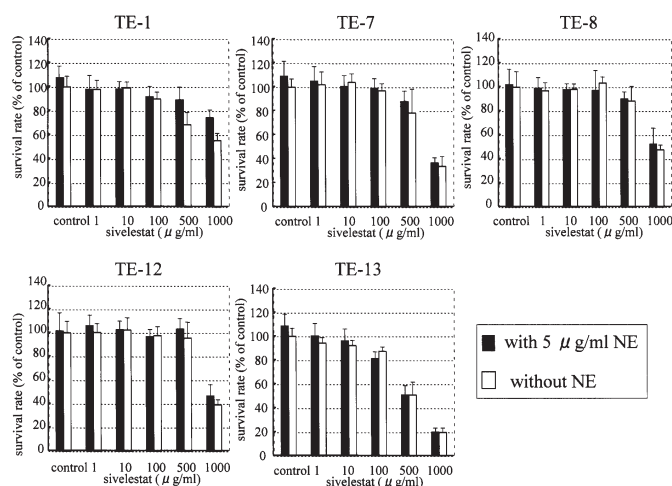 TE-1
140
120
100
80
60
40
20
0
survival rate (% of control)
control 1 10 100 500 1000
sivelestat ( μ g/ml)
TE-7
140
120
100
80
60
40
20
0
survival rate (% of control)
control 1 10 100 500 1000
sivelestat ( μ g/ml)
TE-8
140
120
100
80
60
40
20
0
survival rate (% of control)
control 1 10 100 500 1000
sivelestat ( μ g/ml)
TE-12
140
120
100
80
60
40
20
0
survival rate (% of control)
control 1 10 100 500 1000
sivelestat ( μ g/ml)
TE-13
140
120
100
80
60
40
20
0
survival rate (% of control)
control 1 10 100 500 1000
sivelestat ( μ g/ml)
with 5 μ g/ml NE
without NE